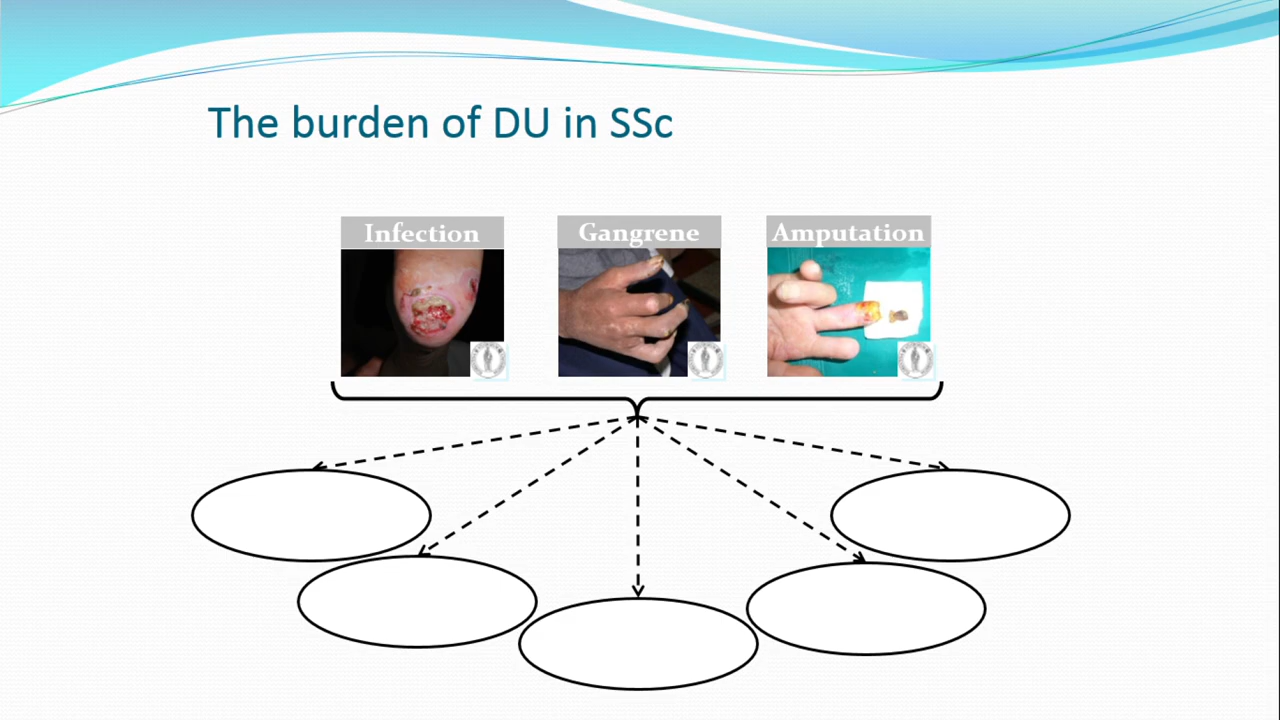 The burden of DU in SSc
Infection
Gangrene
Amputation